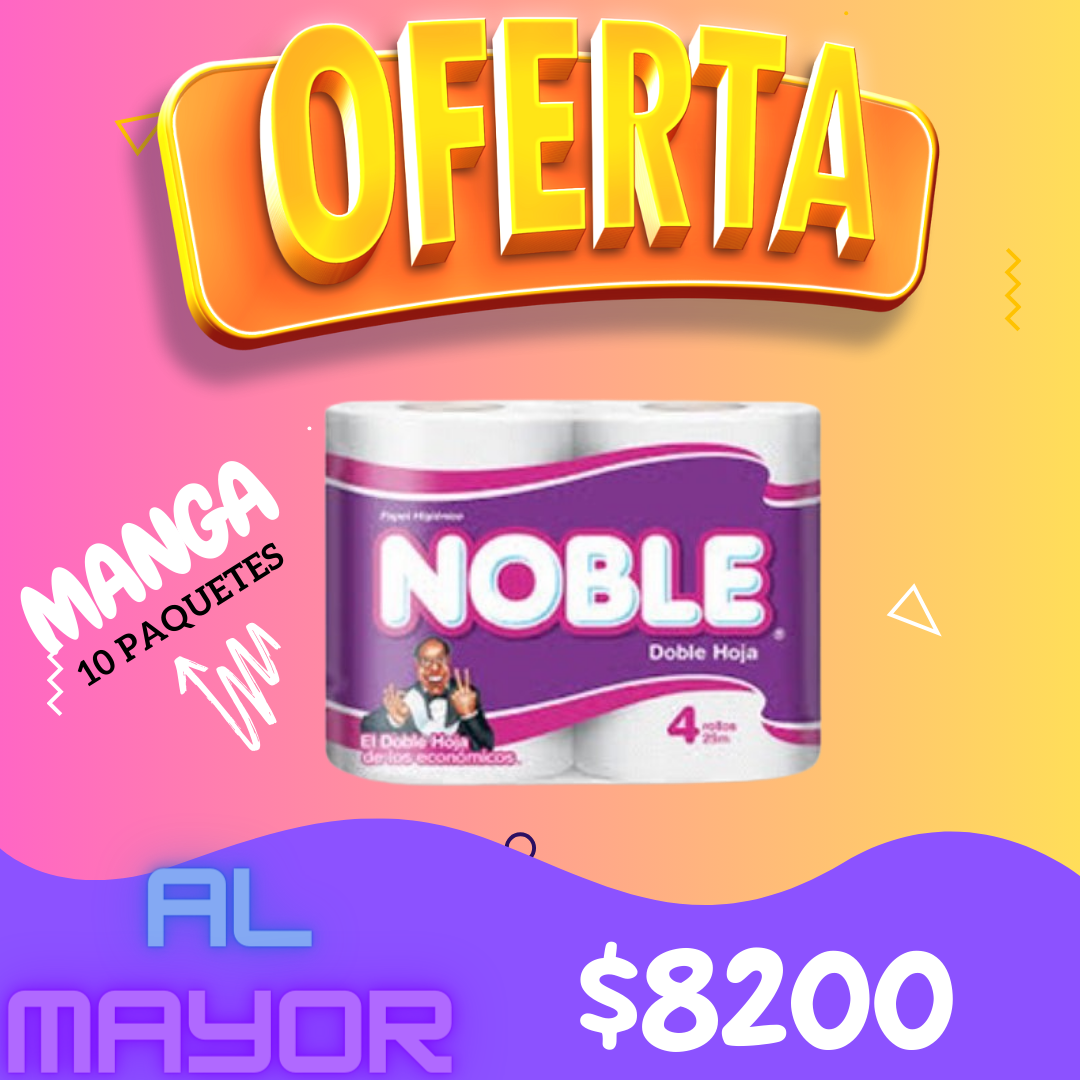 OFERTA
MANGA
10 PAQUETES
Papel Higiénico
NOBLE
®
Doble Hoja
4 rollos
25m
El Doble Hoja
de los económicos.
AL
MAYOR
$8200